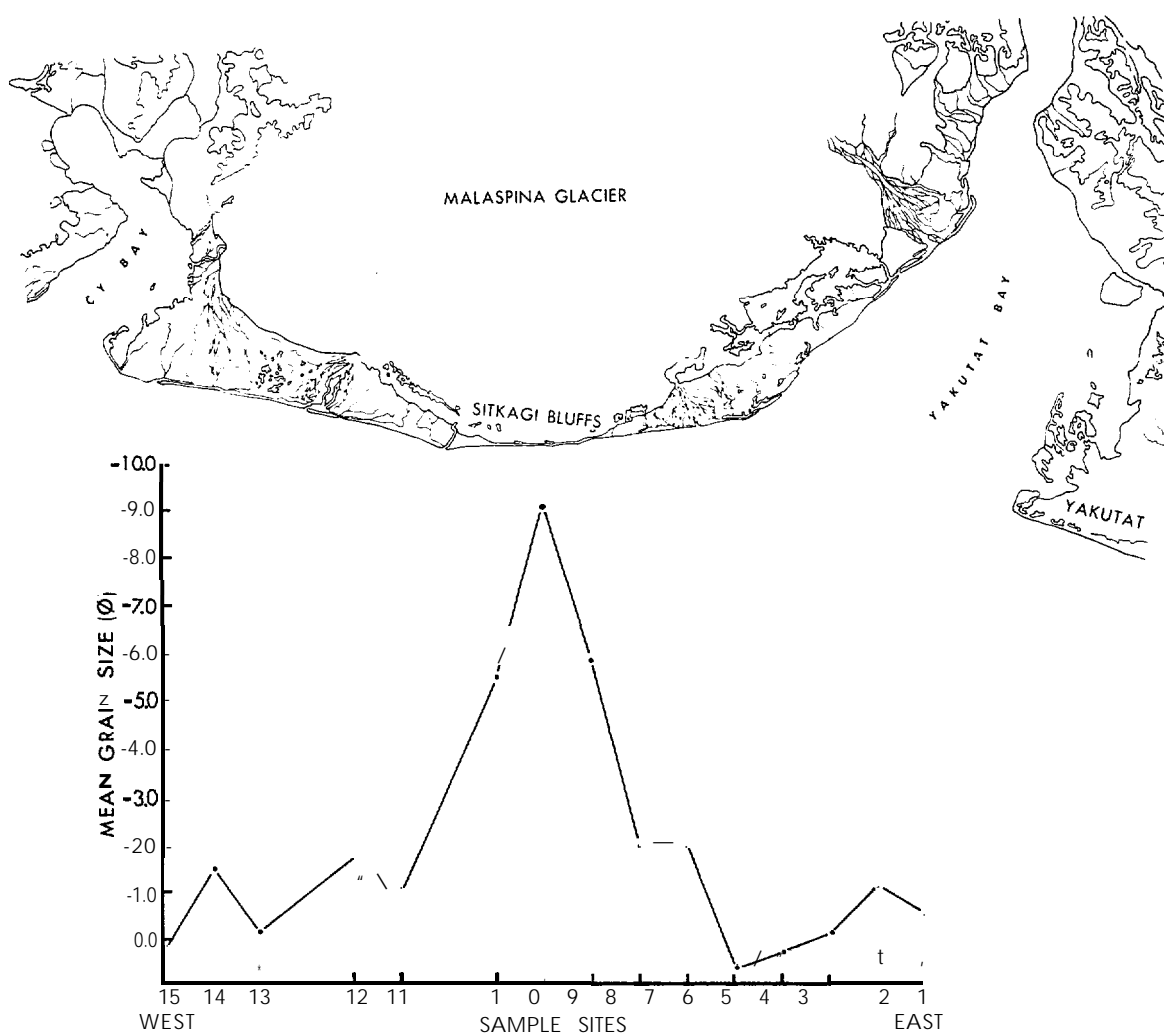 MALASPINA GLACIER
CY BAY
YAKUTAT BAY
SITKAGI BLUFFS
YAKUTAT
MEAN GRAIN SIZE (Ø)
-10.0
-9.0
-8.0
-7.0
-6.0
-5.0
-4.0
-3.0
-20
-1.0
0.0
15 14 13 12 11 1 0 9 8 7 6 5 4 3 2 1
WEST SAMPLE SITES EAST